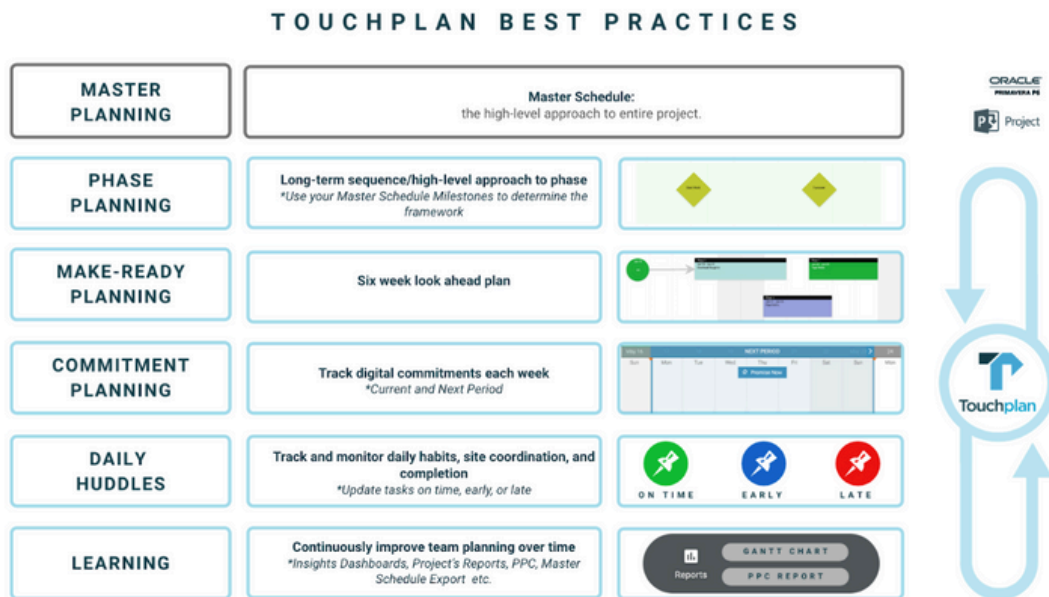 TOUCHPLAN BEST PRACTICES
MASTER
PLANNING
Master Schedule:
the high-level approach to entire project.
ORACLE
PRIMAVERA P6
Project
PHASE
PLANNING
Long-term sequence/high-level approach to phase
*Use your Master Schedule Milestones to determine the
framework
MAKE-READY
PLANNING
Six week look ahead plan
COMMITMENT
PLANNING
Track digital commitments each week
*Current and Next Period
NEXT PERIOD
Sun Mon Tue Wed Thu Fri Sat Sun Mon
Promise Now
Touchplan
DAILY
HUDDLES
Track and monitor daily habits, site coordination, and
completion
*Update tasks on time, early, or late
ON TIME EARLY LATE
LEARNING
Continuously improve team planning over time
*Insights Dashboards, Project's Reports, PPC, Master
Schedule Export etc.
Reports
GANTT CHART
PPC REPORT